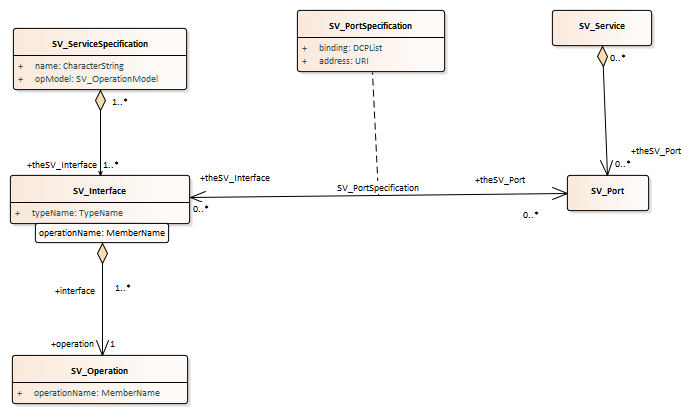 SV_ServiceSpecification
+ name: CharacterString
+ opModel: SV_OperationModel
SV_PortSpecification
+ binding: DCPList
+ address: URI
SV_Service
0..*
1..*
+theSV_Interface 1..*
+theSV_Port
0..*
SV_Interface
+ typeName: TypeName
operationName: MemberName
+theSV_Interface
0..*
SV_PortSpecification
+theSV_Port
0..*
SV_Port
+interface
1..*
+operation 1
SV_Operation
+ operationName: MemberName